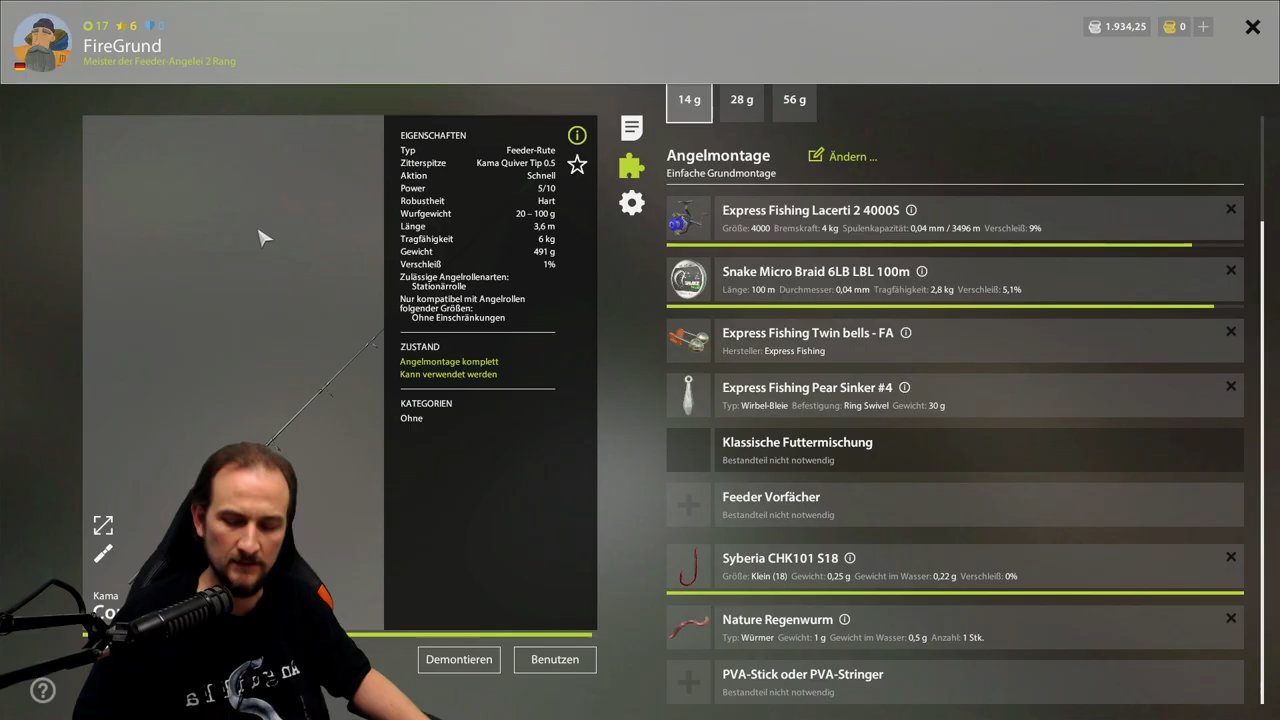 17 6 0
FireGrund
Meister der Feeder-Angelei 2 Rang
1.934,25
0
EIGENSCHAFTEN
Typ Feeder-Rute
Zitterspitze Kama Quiver Tip 0.5
Aktion Schnell
Power 5/10
Robustheit Hart
Wurfgewicht 20 – 100 g
Länge 3,6 m
Tragfähigkeit 6 kg
Gewicht 491 g
Verschleiß 1%
Zulässige Angelrollenarten:
Stationärrolle
Nur kompatibel mit Angelrollen
folgender Größen:
Ohne Einschränkungen
ZUSTAND
Angelmontage komplett
Kann verwendet werden
KATEGORIEN
Ohne
Kama
Demontieren
Benutzen
14 g 28 g 56 g
Angelmontage
Ändern ...
Einfache Grundmontage
Express Fishing Lacerti 2 4000S
Größe: 4000 Bremskraft: 4 kg Spulenkapazität: 0,04 mm / 3496 m Verschleiß: 9%
Snake Micro Braid 6LB LBL 100m
Länge: 100 m Durchmesser: 0,04 mm Tragfähigkeit: 2,8 kg Verschleiß: 5,1%
Express Fishing Twin bells - FA
Hersteller: Express Fishing
Express Fishing Pear Sinker #4
Typ: Wirbel-Bleie Befestigung: Ring Swivel Gewicht: 30 g
Klassische Futtermischung
Bestandteil nicht notwendig
Feeder Vorfächer
Bestandteil nicht notwendig
Syberia CHK101 S18
Größe: Klein (18) Gewicht: 0,25 g Gewicht im Wasser: 0,22 g Verschleiß: 0%
Nature Regenwurm
Typ: Würmer Gewicht: 1 g Gewicht im Wasser: 0,5 g Anzahl: 1 Stk.
PVA-Stick oder PVA-Stringer
Bestandteil nicht notwendig